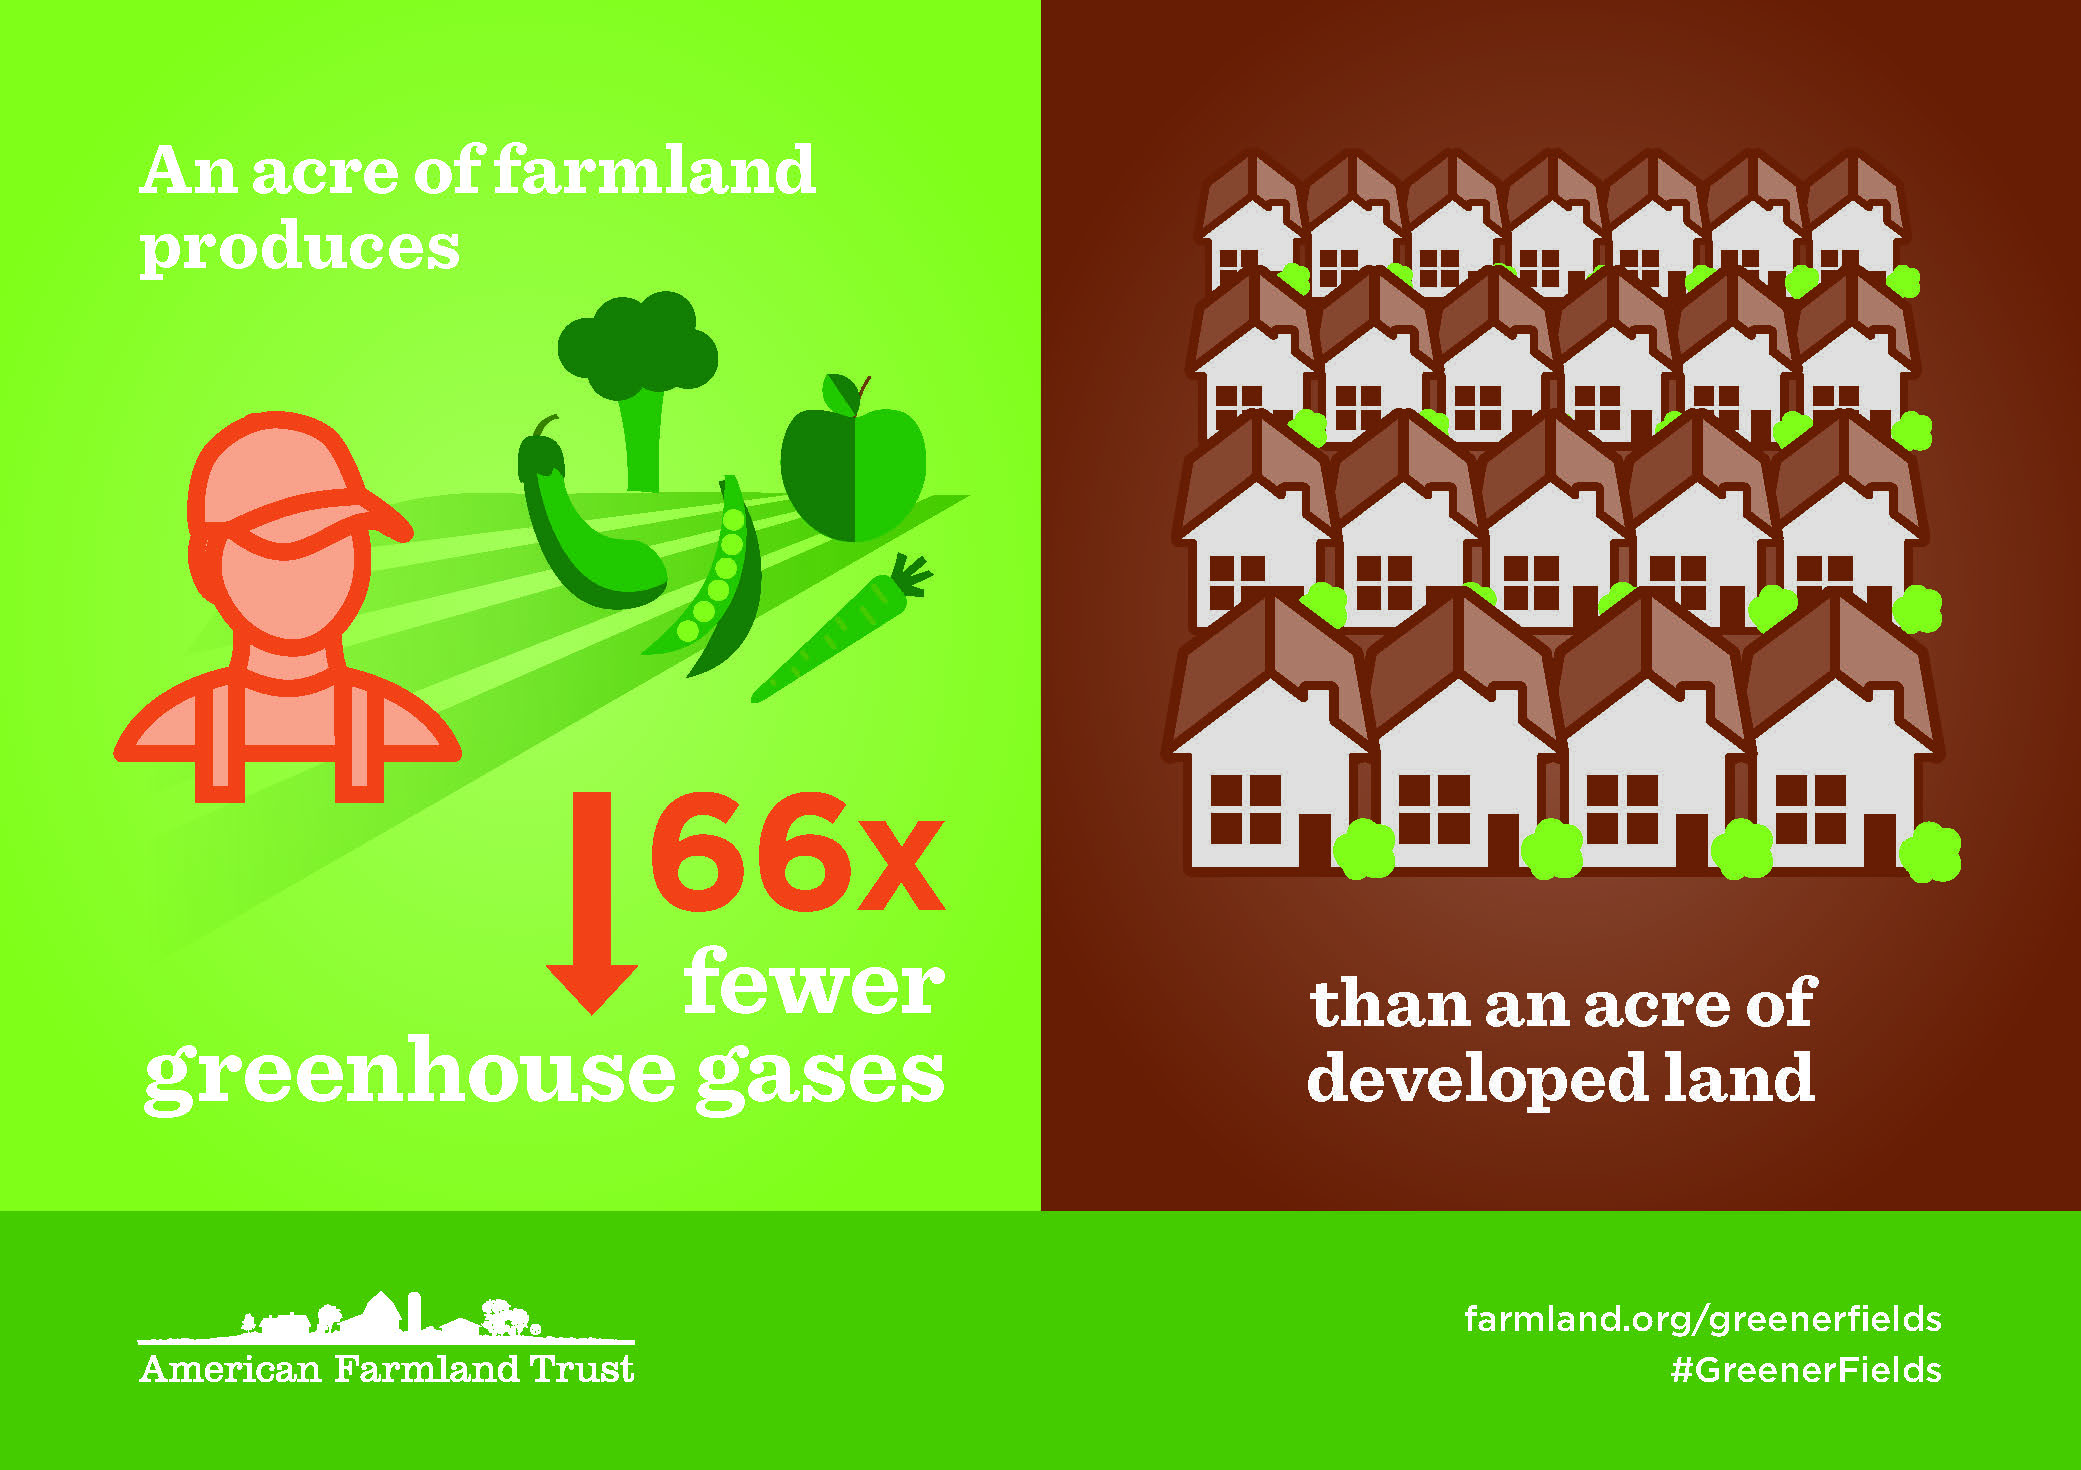 An acre of farmland
produces
66x
fewer
greenhouse gases
than an acre of
developed land
American Farmland Trust
farmland.org/greenerfields
#GreenerFields